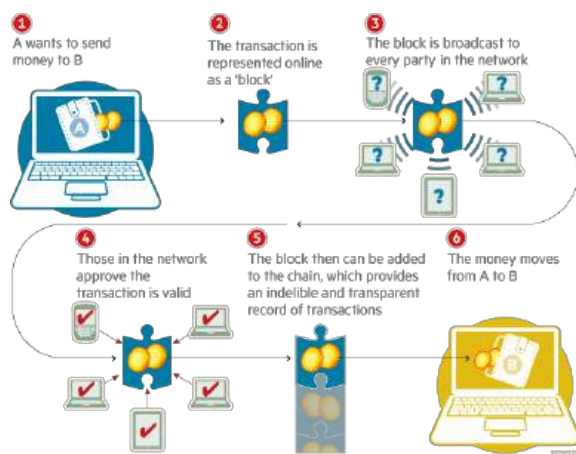 1
A wants to send
money to B
2
The transaction is
represented online
as a 'block'
3
The block is broadcast to
every party in the network
A
?
?
?
?
?
4
Those in the network
approve the
transaction is valid
5
The block then can be added
to the chain, which provides
an indelible and transparent
record of transactions
6
The money moves
from A to B
B